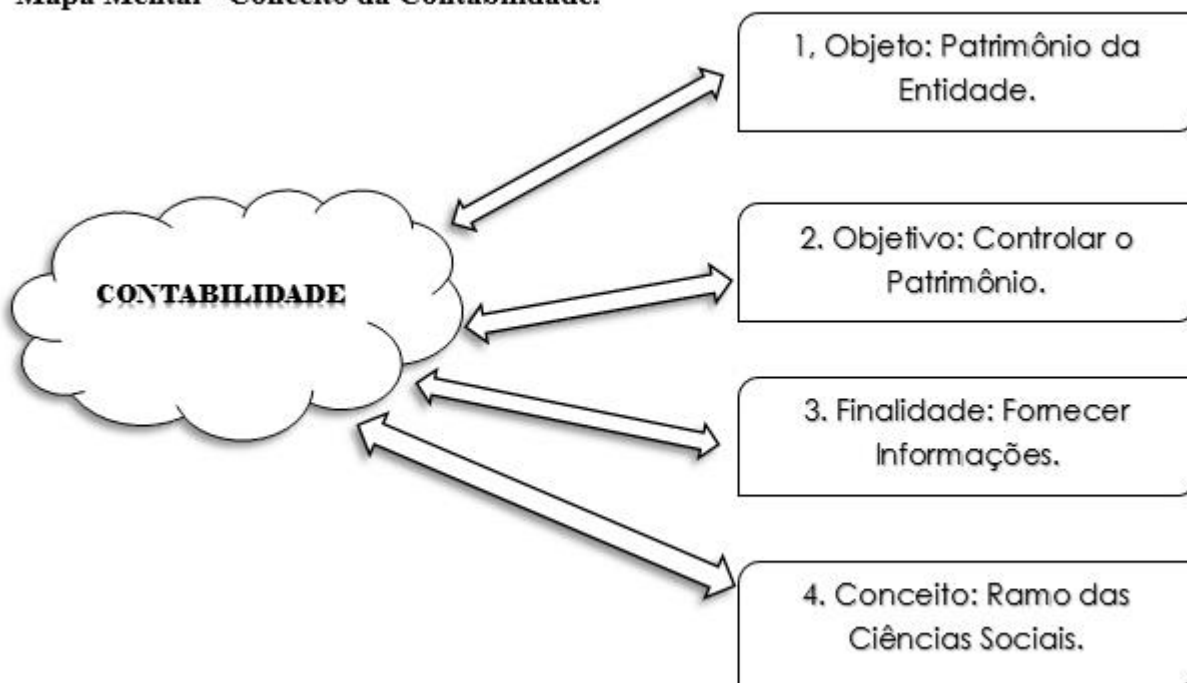 Mapa Mental - Conceito da Contabilidade.
1, Objeto: Patrimônio da
Entidade.
CONTABILIDADE
2. Objetivo: Controlar o
Patrimônio.
3. Finalidade: Fornecer
Informações.
4. Conceito: Ramo das
Ciências Sociais.